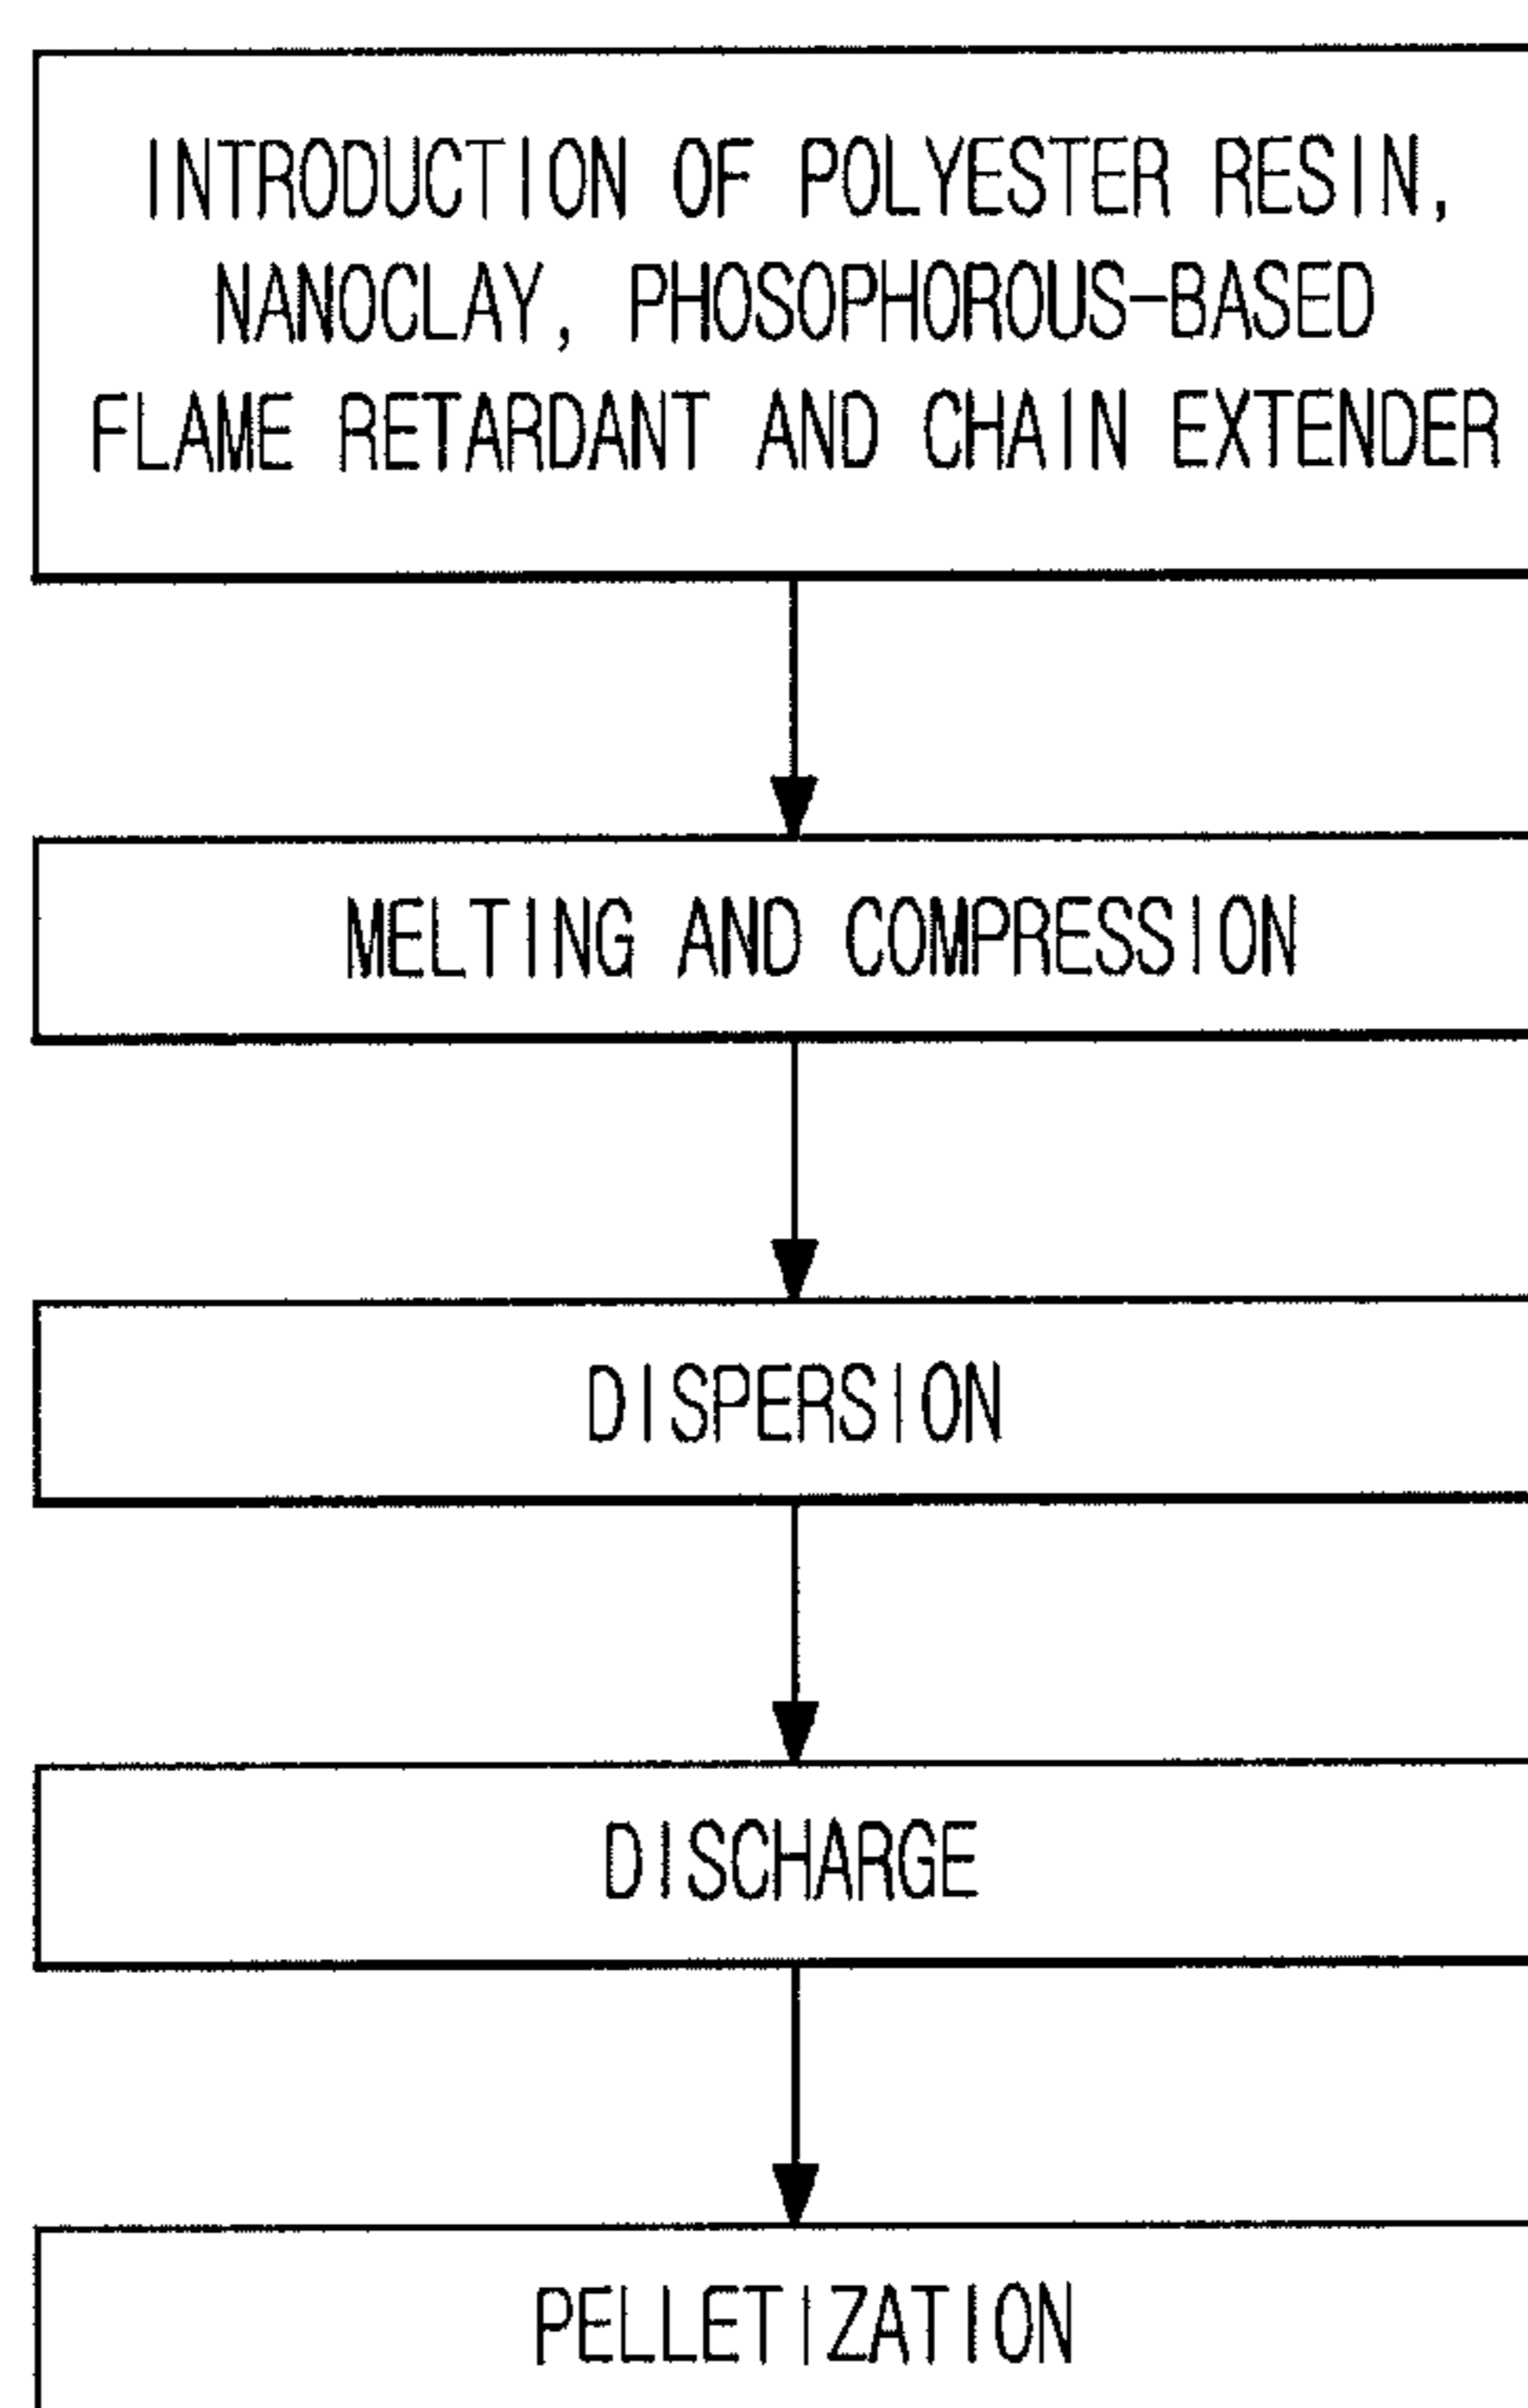 INTRODUCTION OF POLYESTER RESIN,
NANOCLAY, PHOSOPHOROUS-BASED
FLAME RETARDANT AND CHAIN EXTENDER
MELTING AND COMPRESSION
DISPERSION
DISCHARGE
PELLETIZATION